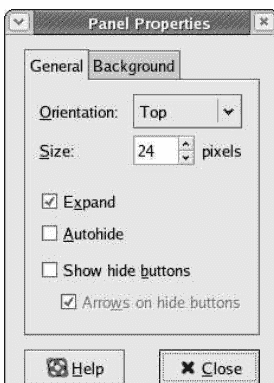 Panel Properties
General Background
Orientation: Top
Size: 24 pixels
Expand
Autohide
Show hide buttons
Arrows on hide buttons
Help Close